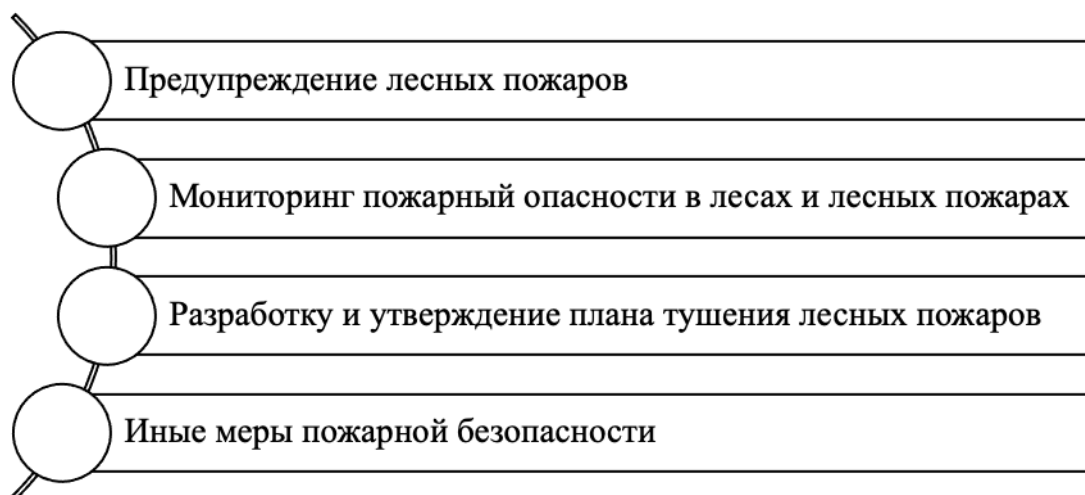 Предупреждение лесных пожаров
Мониторинг пожарный опасности в лесах и лесных пожарах
Разработку и утверждение плана тушения лесных пожаров
Иные меры пожарной безопасности